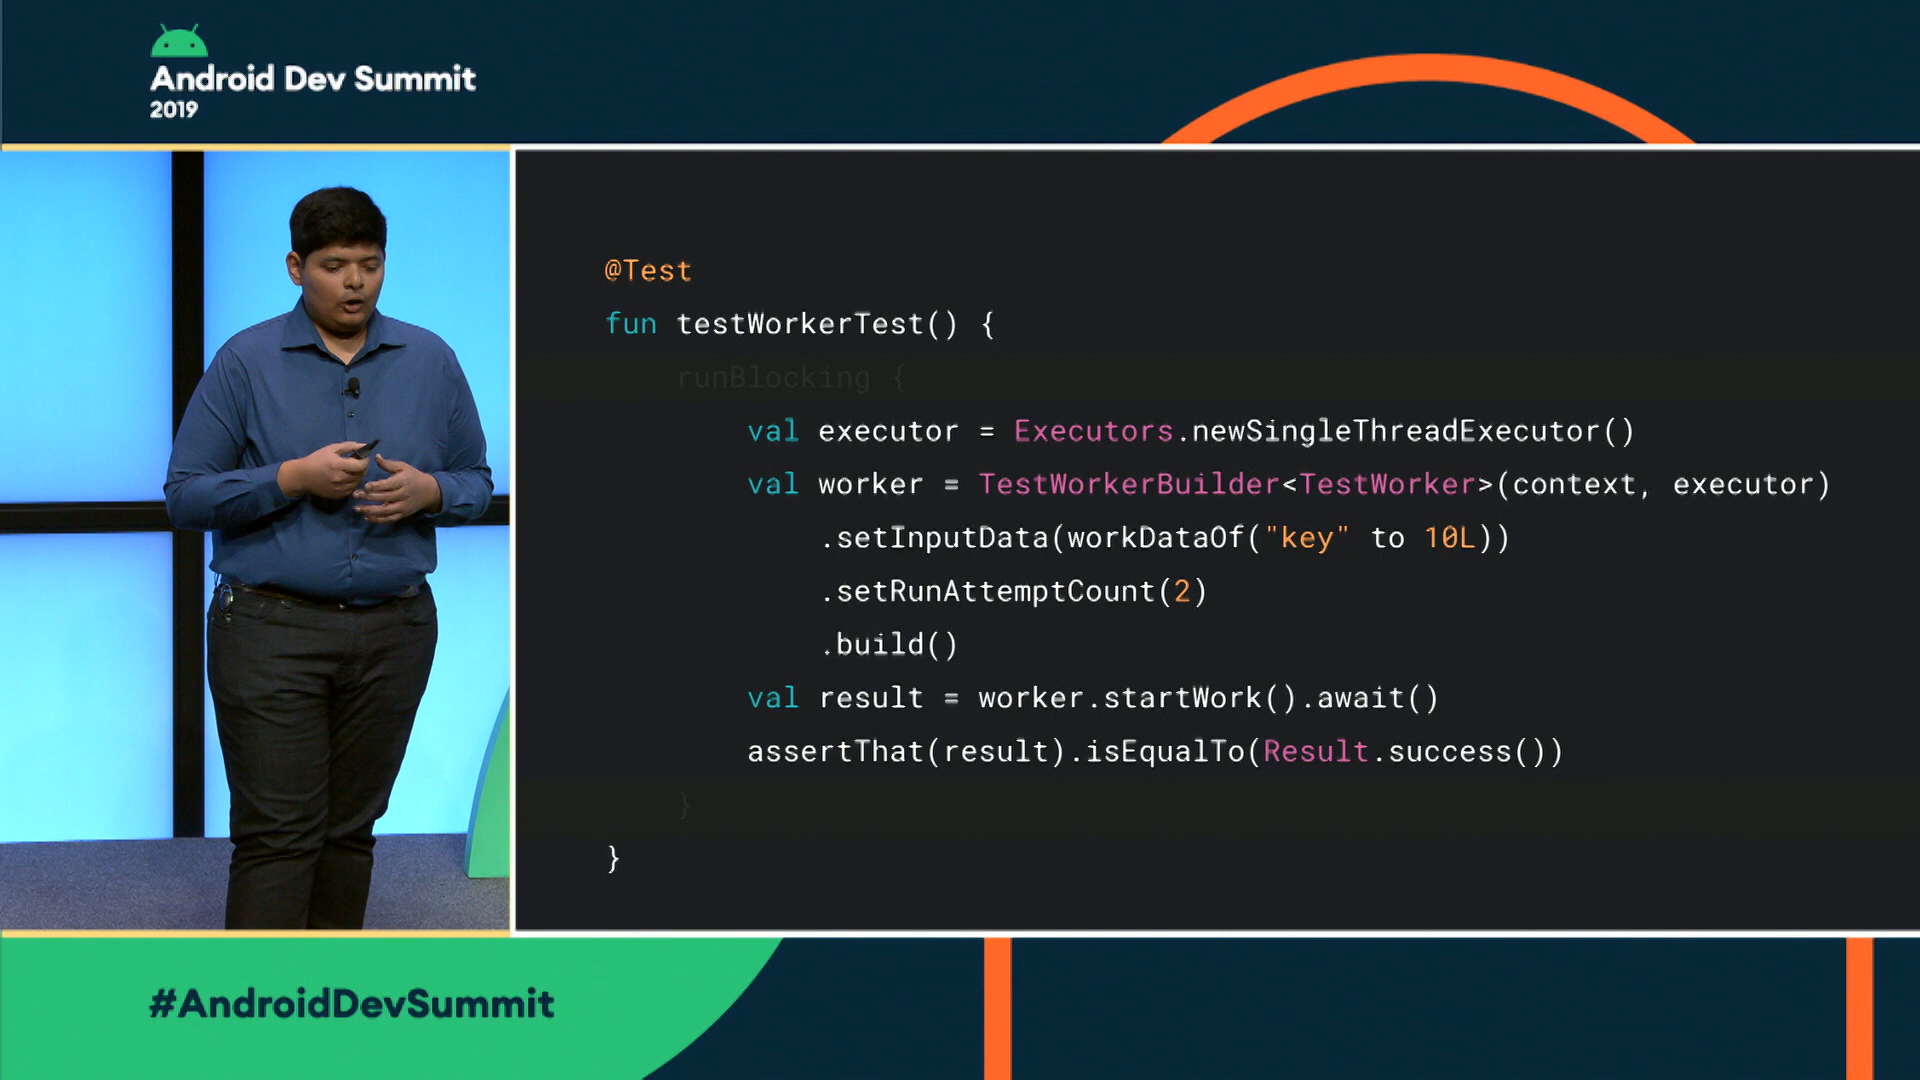 Android Dev Summit
2019
@Test
fun testWorkerTest() {
runBlocking {
val executor = Executors.newSingleThreadExecutor()
val worker = TestWorkerBuilder<TestWorker>(context, executor)
.setInputData(workDataOf("key" to 10L))
.setRunAttemptCount(2)
.build()
val result = worker.startWork().await()
assertThat(result).isEqualTo(Result.success())
}
}
#AndroidDevSummit